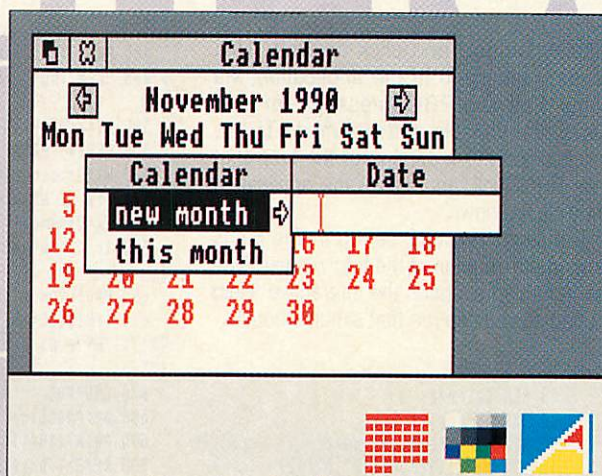 Calendar
November 1990
Mon Tue Wed Thu Fri Sat Sun
Calendar Date
5 new month
this month
12 16 17 18
19 20 21 22 23 24 25
26 27 28 29 30